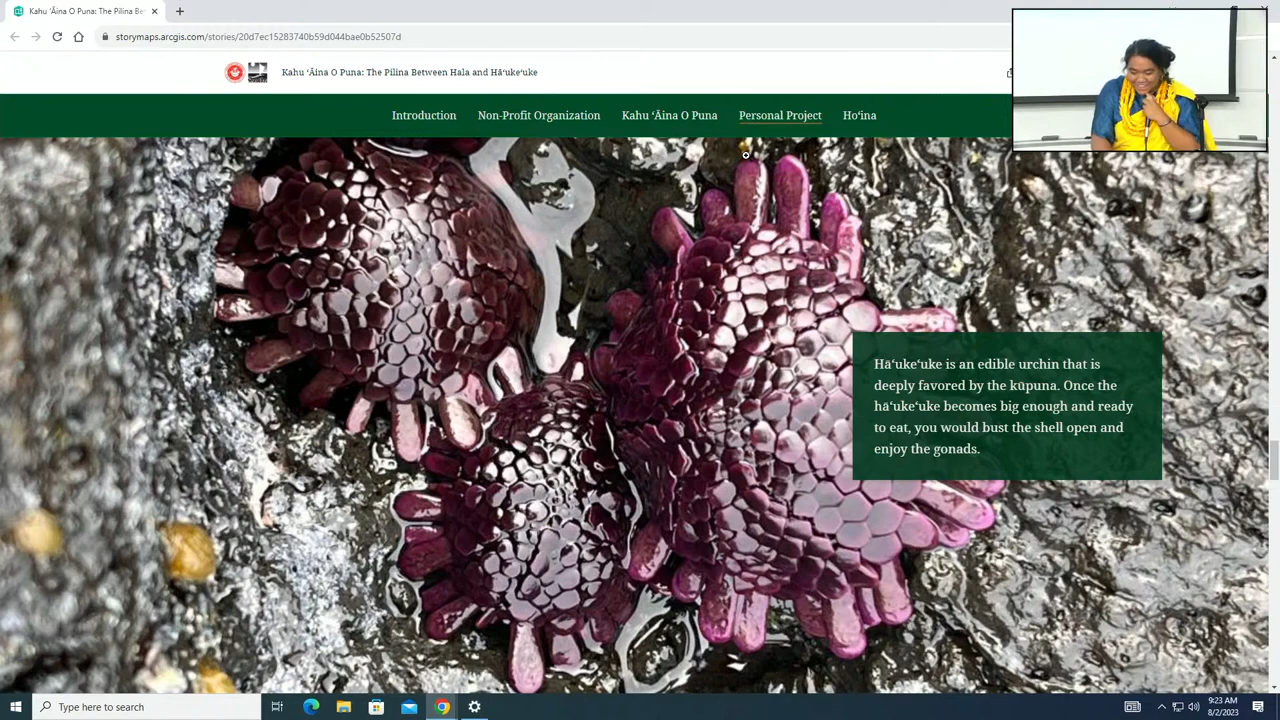 Kahu ʻĀina O Puna: The Pilina Be
storymaps.arcgis.com/stories/20d7ec15283740b59d044bae0b52507d
Kahu ʻĀina O Puna: The Pilina Between Hala and Hāʻukeʻuke
Introduction
Non-Profit Organization
Kahu ʻĀina O Puna
Personal Project
Hoʻina
Hāʻukeʻuke is an edible urchin that is
deeply favored by the kūpuna. Once the
hāʻukeʻuke becomes big enough and ready
to eat, you would bust the shell open and
enjoy the gonads.
Type here to search
9:23 AM
8/2/2023